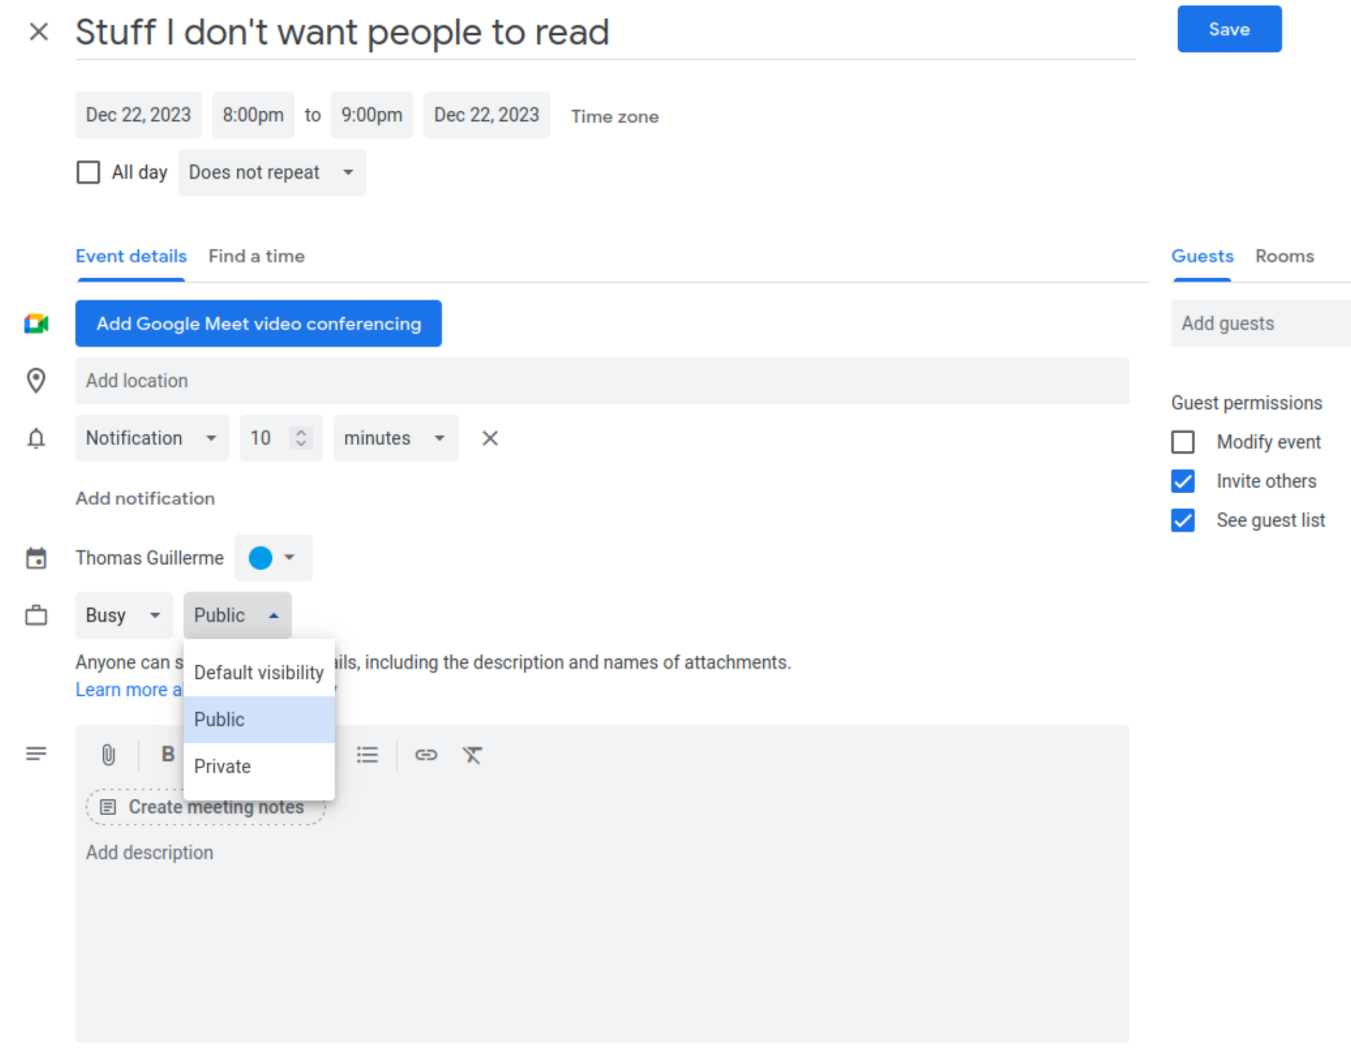 Stuff I don't want people to read
Save
Dec 22, 2023 8:00pm to 9:00pm Dec 22, 2023 Time zone
All day Does not repeat
Event details Find a time
Guests Rooms
Add Google Meet video conferencing
Add guests
Add location
Guest permissions
Notification 10 minutes
Modify event
Invite others
Add notification
See guest list
Thomas Guillerme
Busy Public
Anyone can s ils, including the description and names of attachments.
Default visibility
Learn more a
Public
B
Private
Create meeting notes
Add description